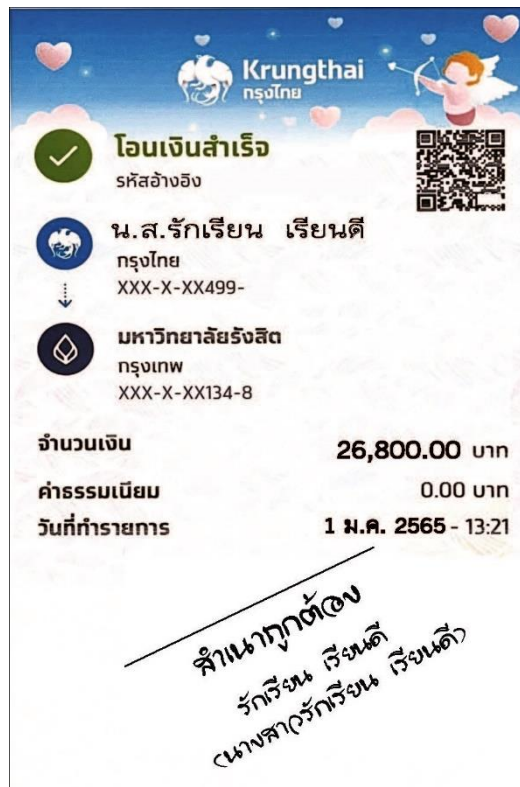 Krungthai
กรุงไทย
โอนเงินสำเร็จ
รหัสอ้างอิง
น.ส.รักเรียน เรียนดี
กรุงไทย
XXX-X-XX499-
มหาวิทยาลัยรังสิต
กรุงเทพ
XXX-X-XX134-8
จำนวนเงิน 26,800.00 บาท
ค่าธรรมเนียม 0.00 บาท
วันที่ทำรายการ 1 ม.ค. 2565 - 13:21
สำเนาถูกต้อง
รักเรียน เรียนดี
(นางสาวรักเรียน เรียนดี)